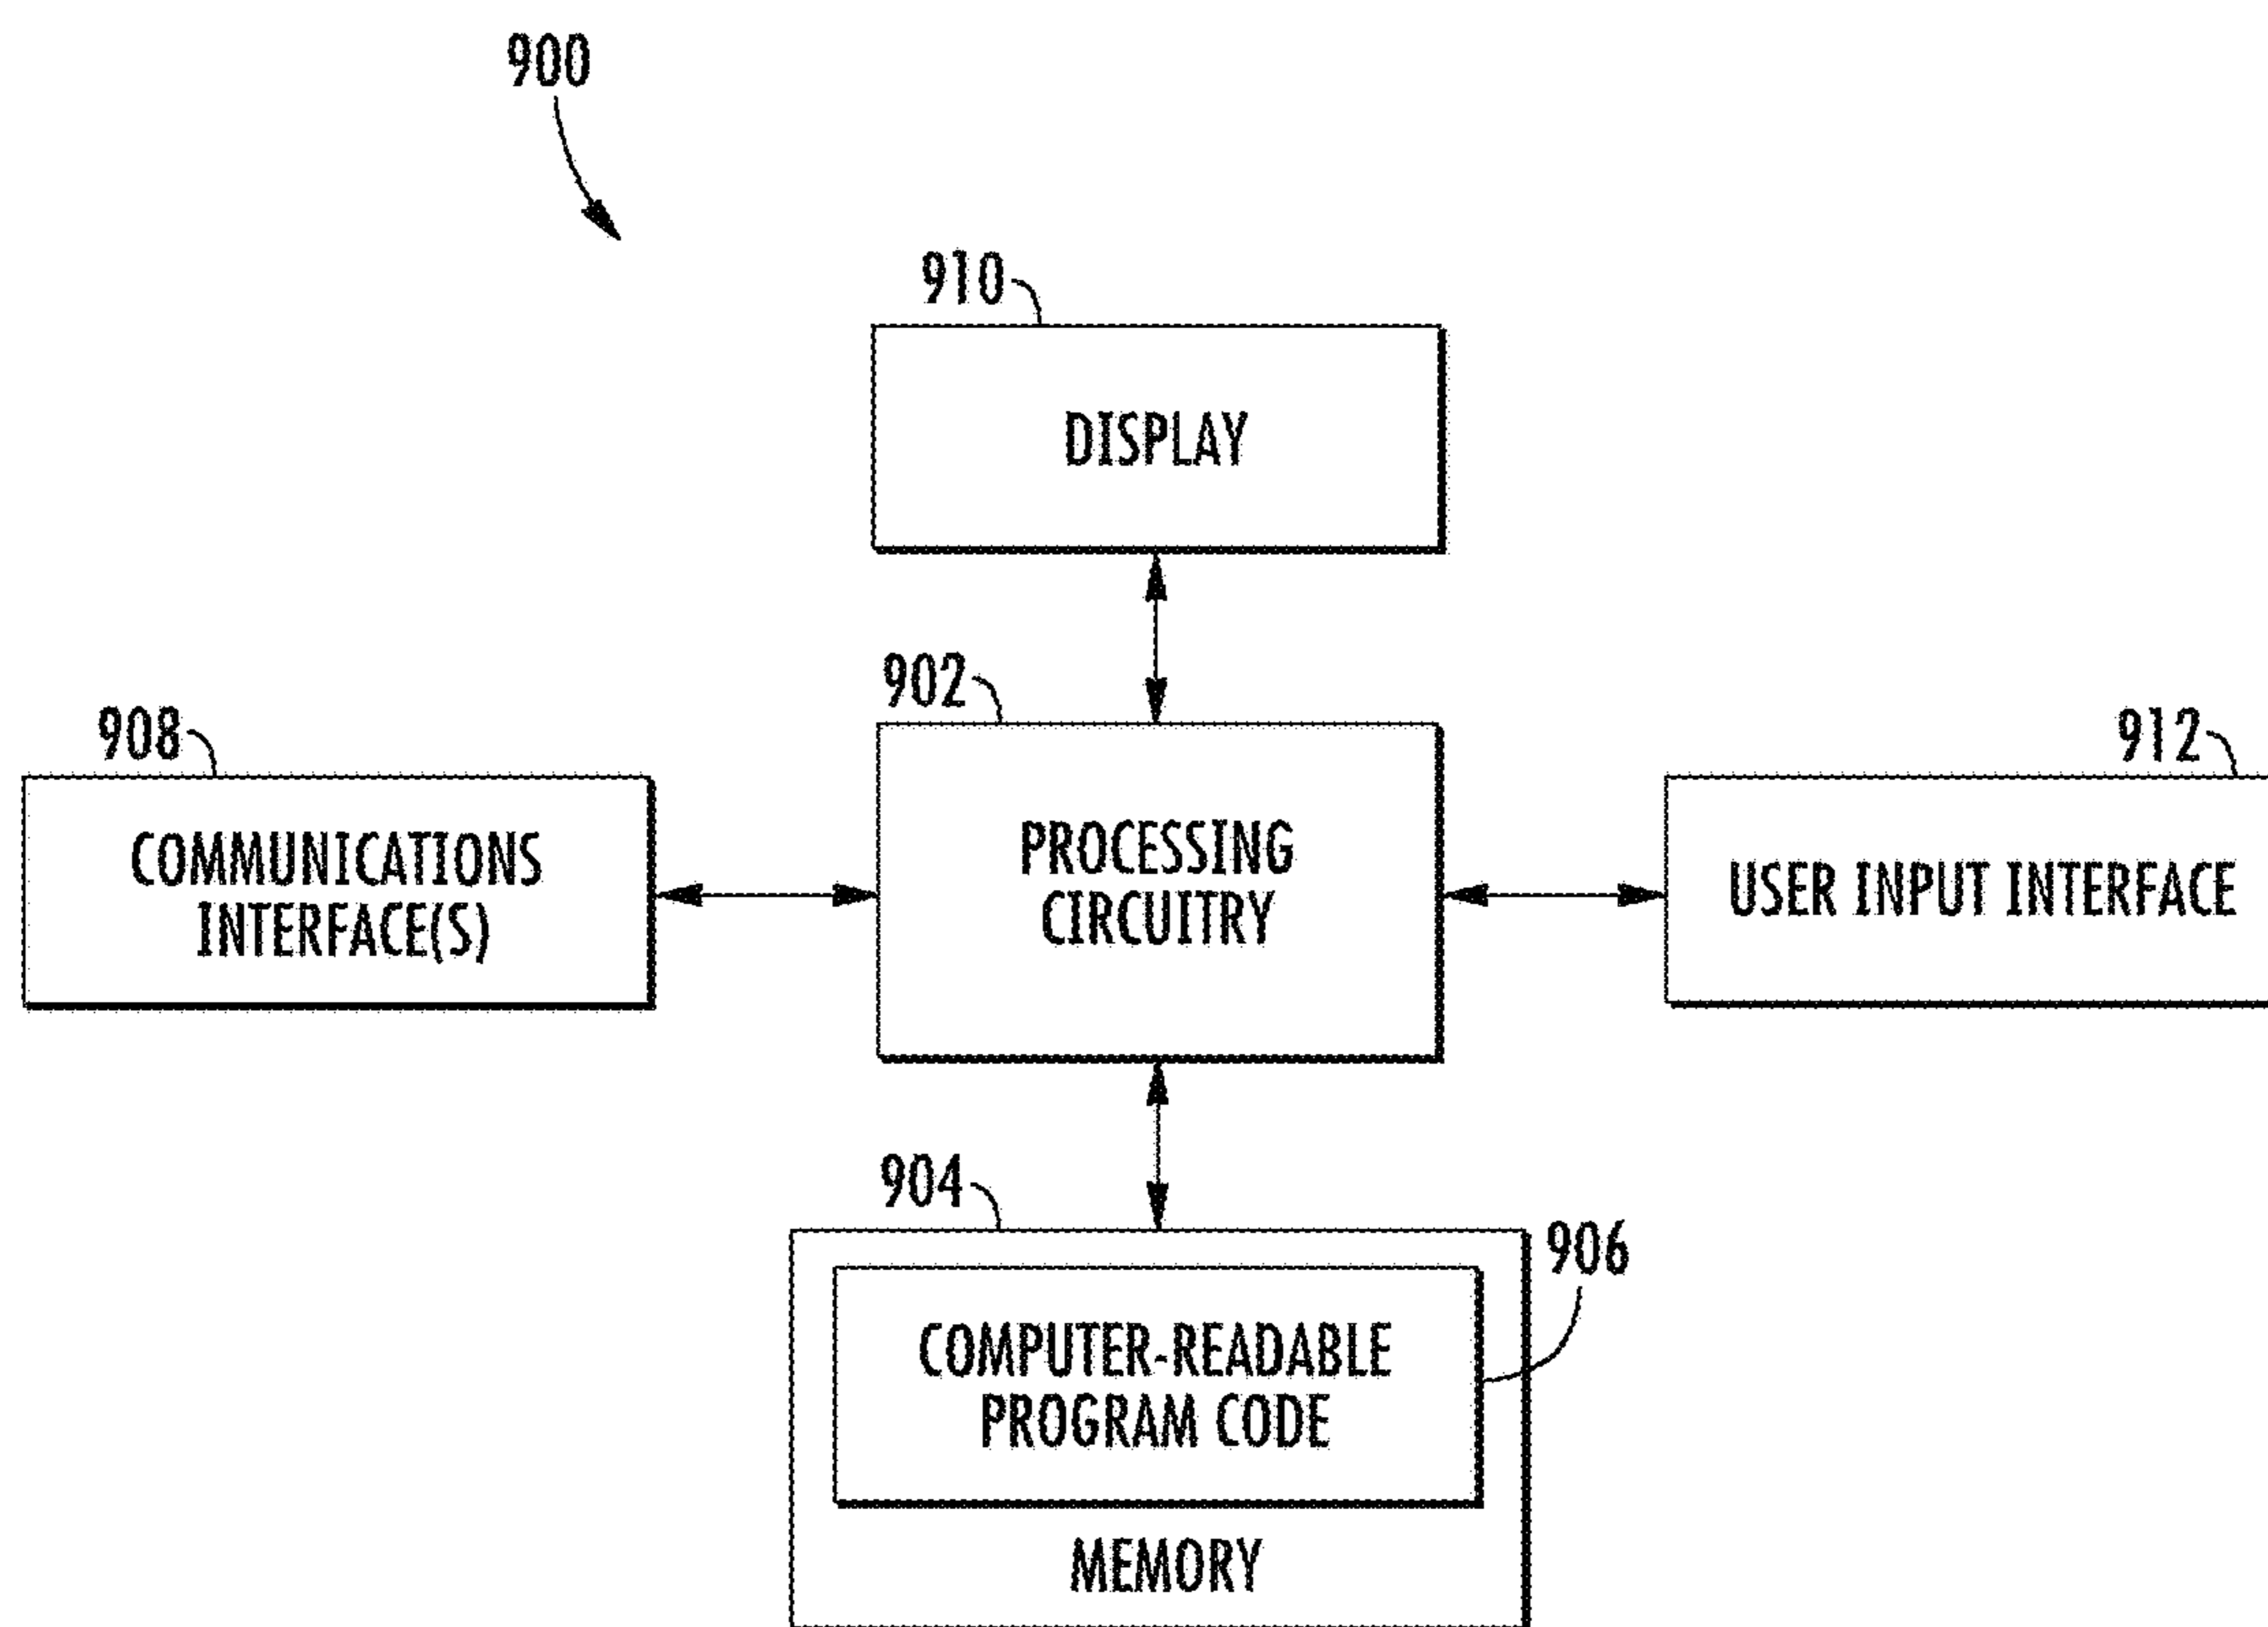 900
910
DISPLAY
902
908
912
PROCESSING
CIRCUITRY
COMMUNICATIONS
INTERFACE(S)
USER INPUT INTERFACE
904
906
COMPUTER-READABLE
PROGRAM CODE
MEMORY